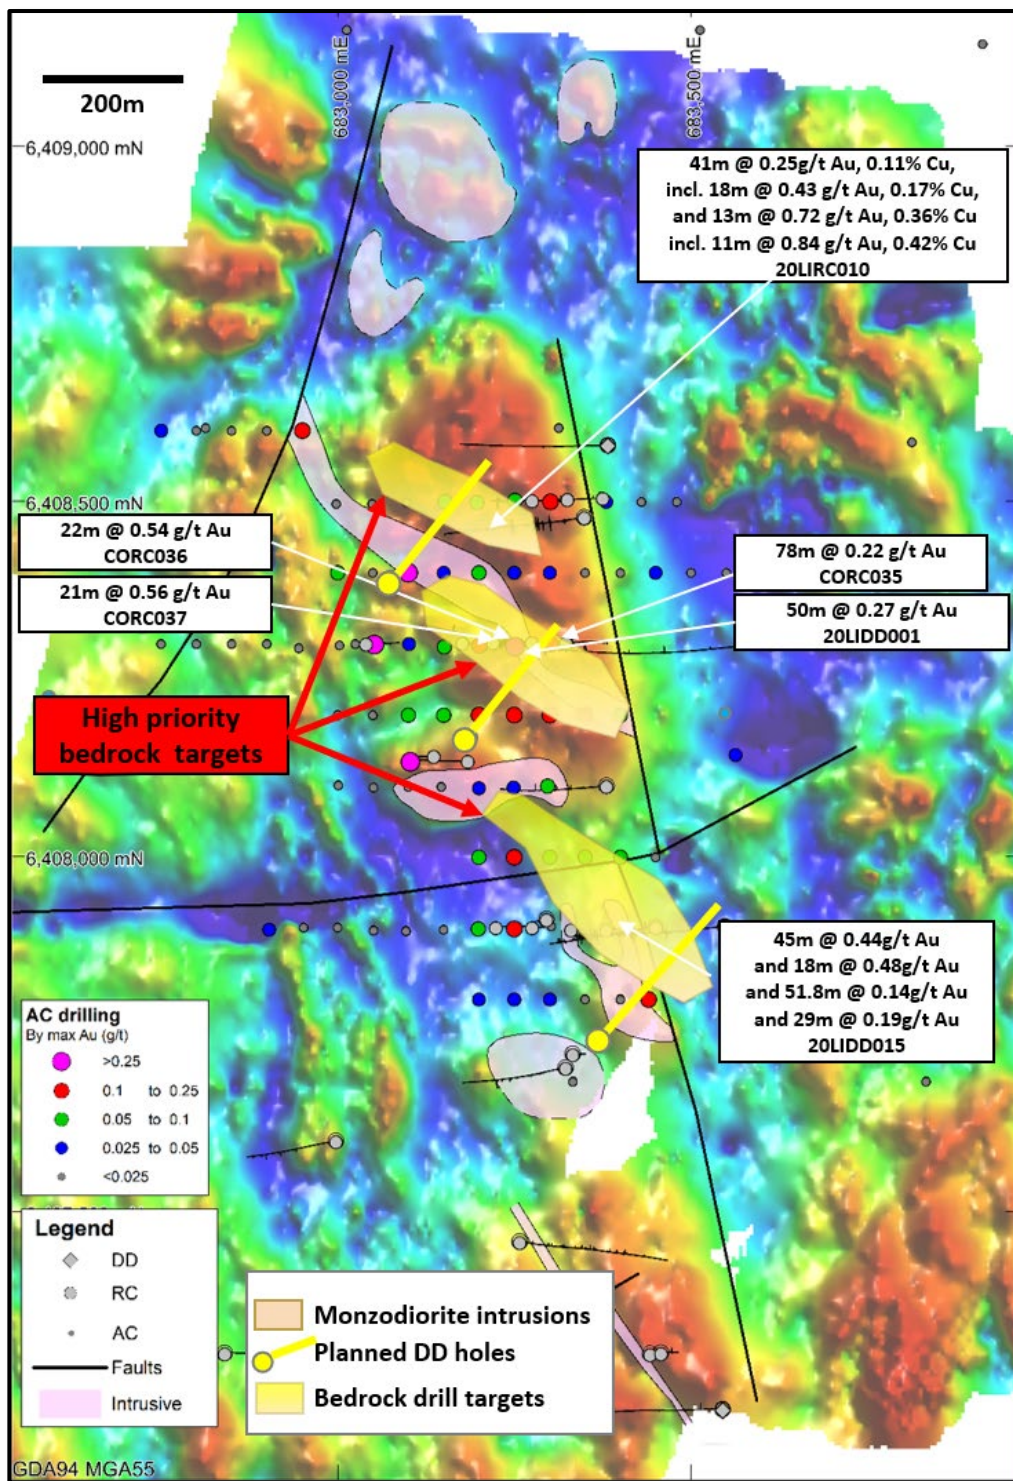 200m
683,000 mE
683,500 mE
6,409,000 mN
41m @ 0.25g/t Au, 0.11% Cu,
incl. 18m @ 0.43 g/t Au, 0.17% Cu,
and 13m @ 0.72 g/t Au, 0.36% Cu
incl. 11m @ 0.84 g/t Au, 0.42% Cu
20LIRC010
6,408,500 mN
22m @ 0.54 g/t Au
CORC036
78m @ 0.22 g/t Au
CORC035
21m @ 0.56 g/t Au
CORC037
50m @ 0.27 g/t Au
20LIDD001
High priority
bedrock targets
6,408,000 mN
45m @ 0.44g/t Au
and 18m @ 0.48g/t Au
and 51.8m @ 0.14g/t Au
and 29m @ 0.19g/t Au
20LIDD015
AC drilling
By max Au (g/t)
>0.25
0.1 to 0.25
0.05 to 0.1
0.025 to 0.05
<0.025
Legend
DD
RC
AC
Faults
Intrusive
Monzodiorite intrusions
Planned DD holes
Bedrock drill targets
GDA94 MGA55